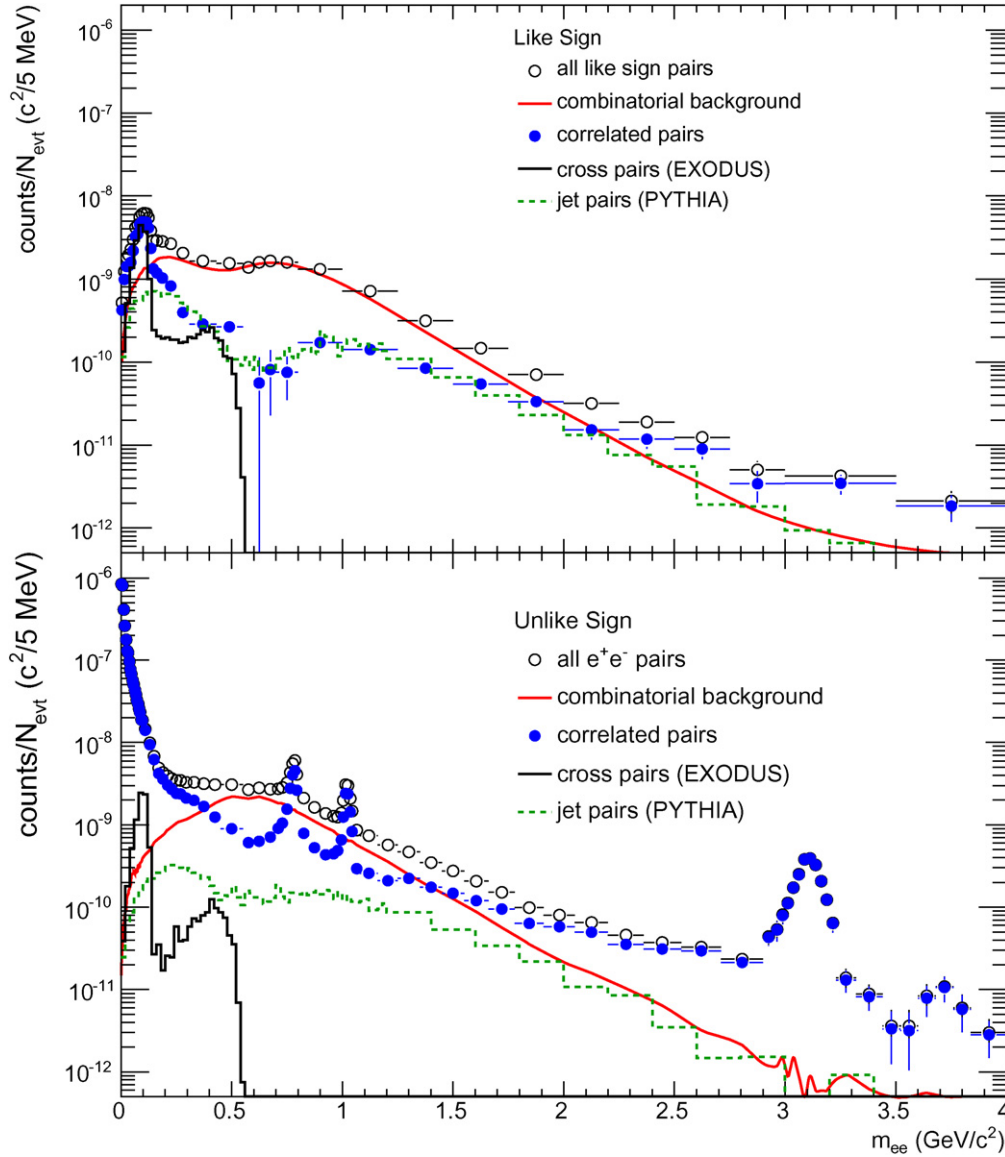 10⁻⁶
10⁻⁷
10⁻⁸
10⁻⁹
10⁻¹⁰
10⁻¹¹
10⁻¹²
counts/N_evt (c²/5 MeV)
Like Sign
all like sign pairs
combinatorial background
correlated pairs
cross pairs (EXODUS)
jet pairs (PYTHIA)
10⁻⁶
10⁻⁷
10⁻⁸
10⁻⁹
10⁻¹⁰
10⁻¹¹
10⁻¹²
counts/N_evt (c²/5 MeV)
Unlike Sign
all e⁺e⁻ pairs
combinatorial background
correlated pairs
cross pairs (EXODUS)
jet pairs (PYTHIA)
0 0.5 1 1.5 2 2.5 3 3.5 4
m_ee (GeV/c²)